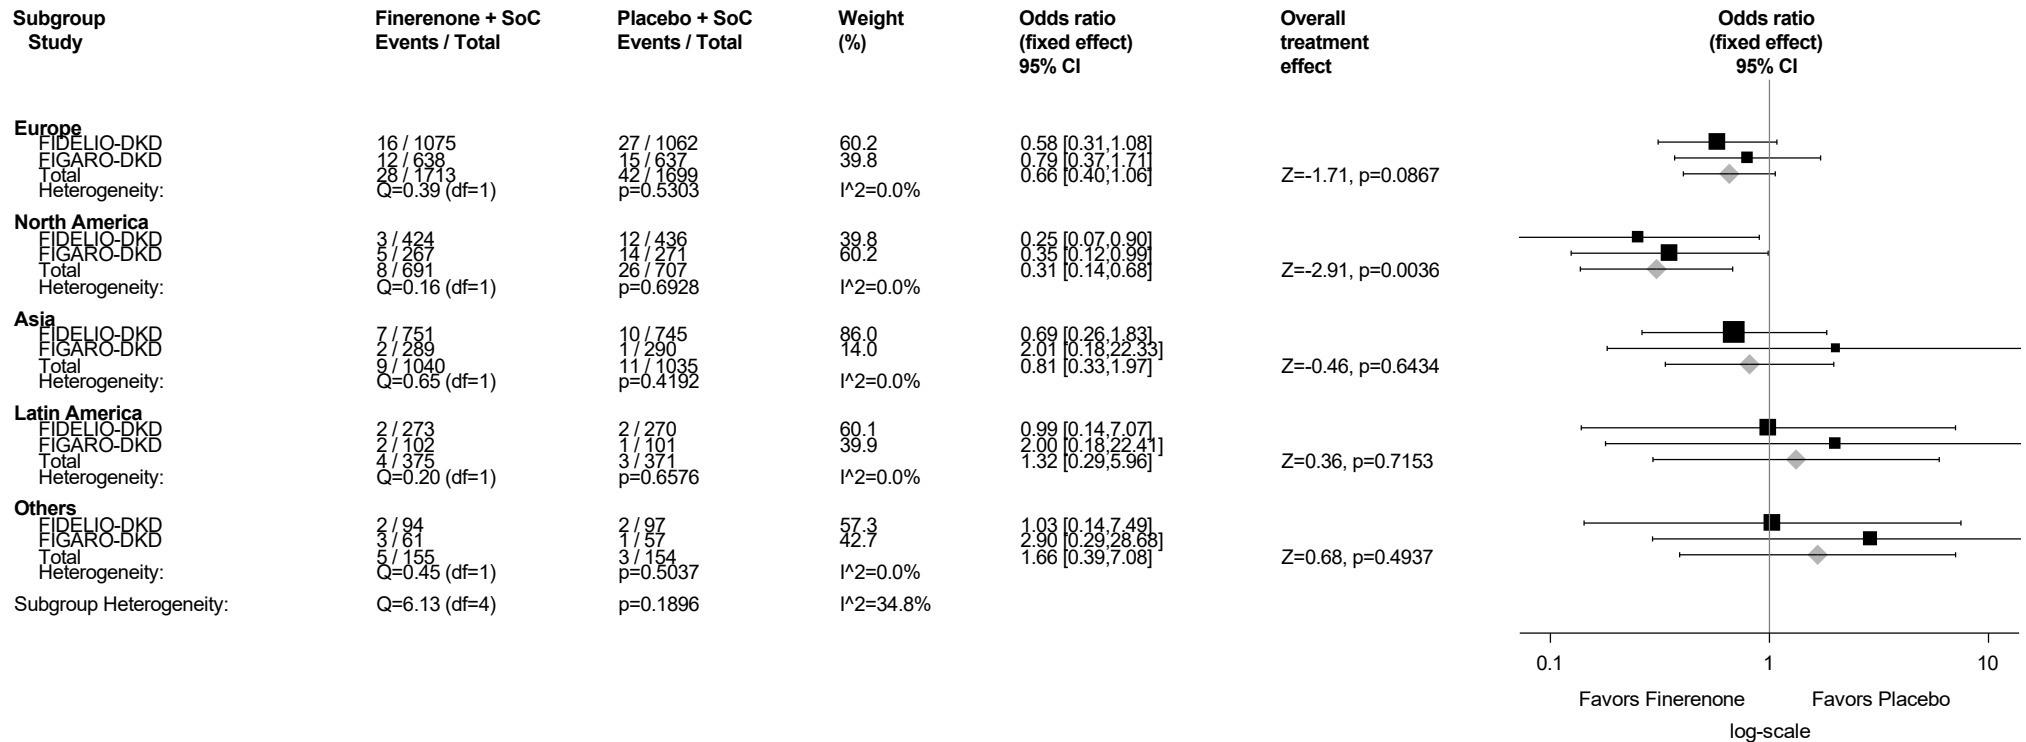 Subgroup Finerenone + SoC Placebo + SoC Weight Odds ratio Overall Odds ratio
Study Events / Total Events / Total (%) (fixed effect) treatment (fixed effect)
95% CI effect 95% CI
Europe
FIDELIO-DKD 16 / 1075 27 / 1062 60.2 0.58 [0.31,1.08]
FIGARO-DKD 12 / 638 15 / 637 39.8 0.79 [0.37,1.71]
Total 28 / 1713 42 / 1699 0.66 [0.40,1.06] Z=-1.71, p=0.0867
Heterogeneity: Q=0.39 (df=1) p=0.5303 I^2=0.0%
North America
FIDELIO-DKD 3 / 424 12 / 436 39.8 0.25 [0.07,0.90]
FIGARO-DKD 5 / 267 14 / 271 60.2 0.35 [0.12,0.99]
Total 8 / 691 26 / 707 0.31 [0.14,0.68] Z=-2.91, p=0.0036
Heterogeneity: Q=0.16 (df=1) p=0.6928 I^2=0.0%
Asia
FIDELIO-DKD 7 / 751 10 / 745 86.0 0.69 [0.26,1.83]
FIGARO-DKD 2 / 289 1 / 290 14.0 2.01 [0.18,22.33]
Total 9 / 1040 11 / 1035 0.81 [0.33,1.97] Z=-0.46, p=0.6434
Heterogeneity: Q=0.65 (df=1) p=0.4192 I^2=0.0%
Latin America
FIDELIO-DKD 2 / 273 2 / 270 60.1 0.99 [0.14,7.07]
FIGARO-DKD 2 / 102 1 / 101 39.9 2.00 [0.18,22.41]
Total 4 / 375 3 / 371 1.32 [0.29,5.96] Z=0.36, p=0.7153
Heterogeneity: Q=0.20 (df=1) p=0.6576 I^2=0.0%
Others
FIDELIO-DKD 2 / 94 2 / 97 57.3 1.03 [0.14,7.49]
FIGARO-DKD 3 / 61 1 / 57 42.7 2.90 [0.29,28.68]
Total 5 / 155 3 / 154 1.66 [0.39,7.08] Z=0.68, p=0.4937
Heterogeneity: Q=0.45 (df=1) p=0.5037 I^2=0.0%
Subgroup Heterogeneity: Q=6.13 (df=4) p=0.1896 I^2=34.8%
0.1 1 10
Favors Finerenone Favors Placebo
log-scale